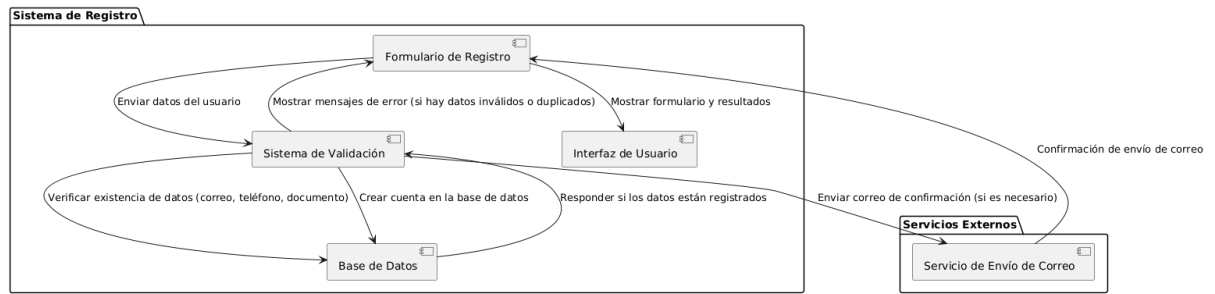 Sistema de Registro
Formulario de Registro
Enviar datos del usuario
Mostrar mensajes de error (si hay datos inválidos o duplicados)
Mostrar formulario y resultados
Sistema de Validación
Interfaz de Usuario
Confirmación de envío de correo
Verificar existencia de datos (correo, teléfono, documento)
Crear cuenta en la base de datos
Responder si los datos están registrados
Enviar correo de confirmación (si es necesario)
Servicios Externos
Base de Datos
Servicio de Envío de Correo